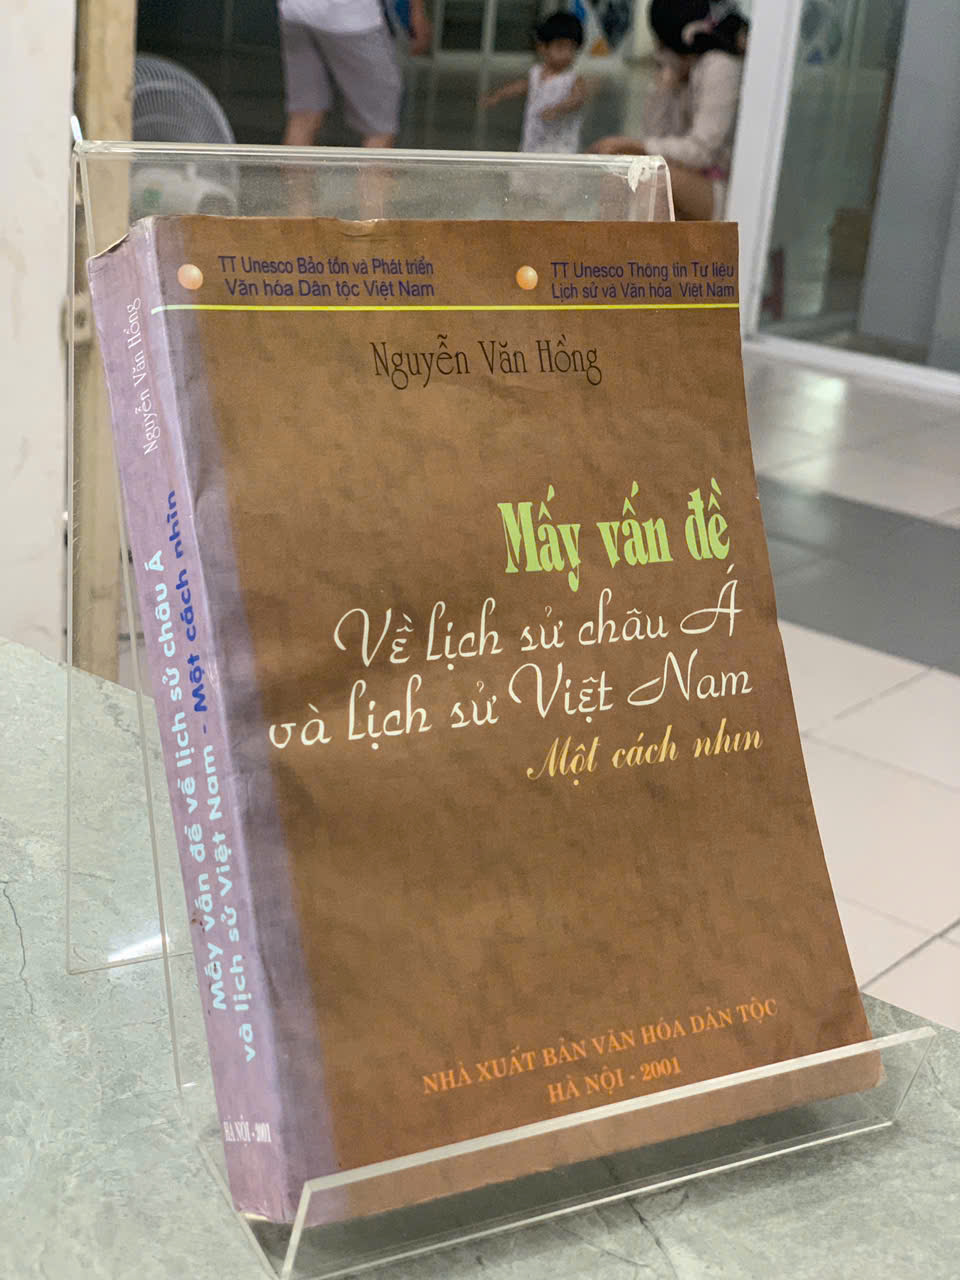 TT Unesco Bảo tồn và Phát triển
Văn hóa Dân tộc Việt Nam
TT Unesco Thông tin Tư liệu
Lịch sử và Văn hóa Việt Nam
Nguyễn Văn Hồng
Mấy vấn đề
Về lịch sử châu Á
và lịch sử Việt Nam
Một cách nhìn
NHÀ XUẤT BẢN VĂN HÓA DÂN TỘC
HÀ NỘI - 2001
Nguyễn Văn Hồng
Mấy vấn đề về lịch sử châu Á
và lịch sử Việt Nam - Một cách nhìn
HÀ NỘI - 2001